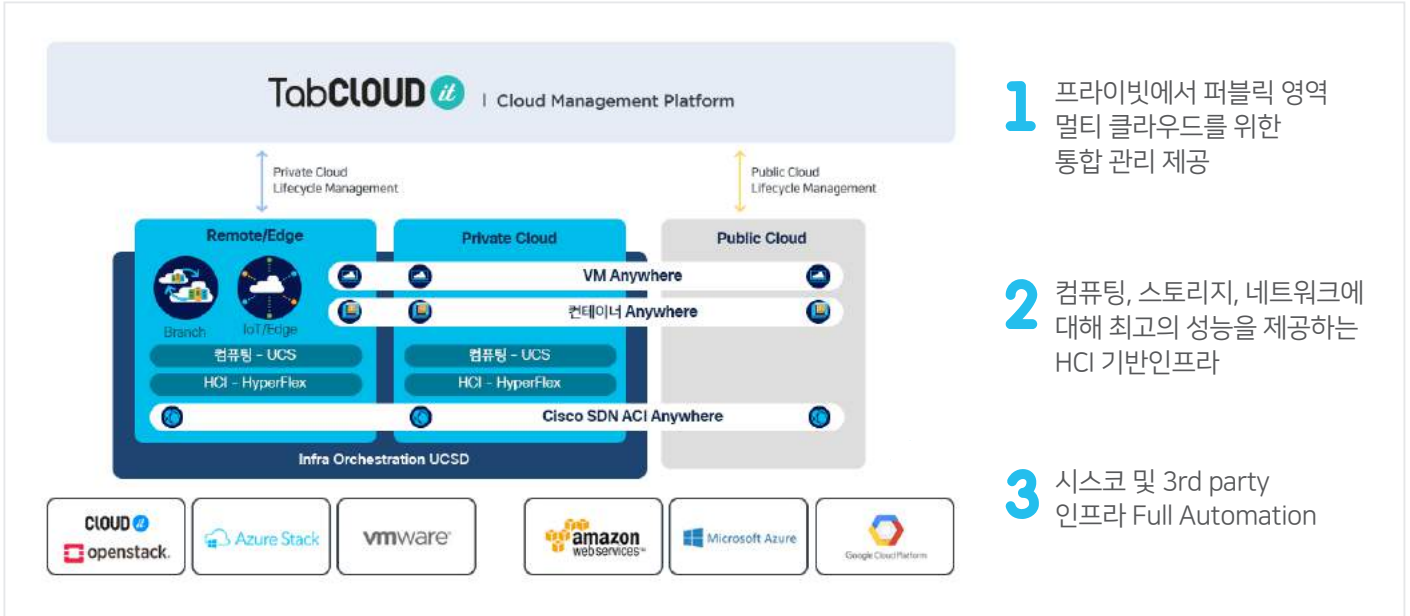 TabCLOUD it | Cloud Management Platform
Private Cloud
Lifecycle Management
Public Cloud
Lifecycle Management
Remote/Edge
Private Cloud
Public Cloud
VM Anywhere
컨테이너 Anywhere
Branch
IoT/Edge
컴퓨팅 - UCS
컴퓨팅 - UCS
HCI - HyperFlex
HCI - HyperFlex
Cisco SDN ACI Anywhere
Infra Orchestration UCSD
CLOUD it
openstack.
Azure Stack
vmware
amazon
webservices™
Microsoft Azure
Google Cloud Platform
1 프라이빗에서 퍼블릭 영역
멀티 클라우드를 위한
통합 관리 제공
2 컴퓨팅, 스토리지, 네트워크에
대해 최고의 성능을 제공하는
HCI 기반인프라
3 시스코 및 3rd party
인프라 Full Automation